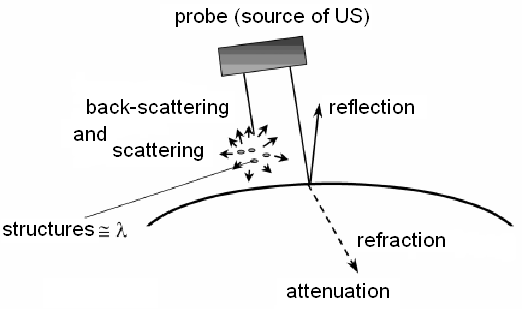 probe (source of US)
back-scattering
and
scattering
reflection
structures ≅ λ
refraction
attenuation